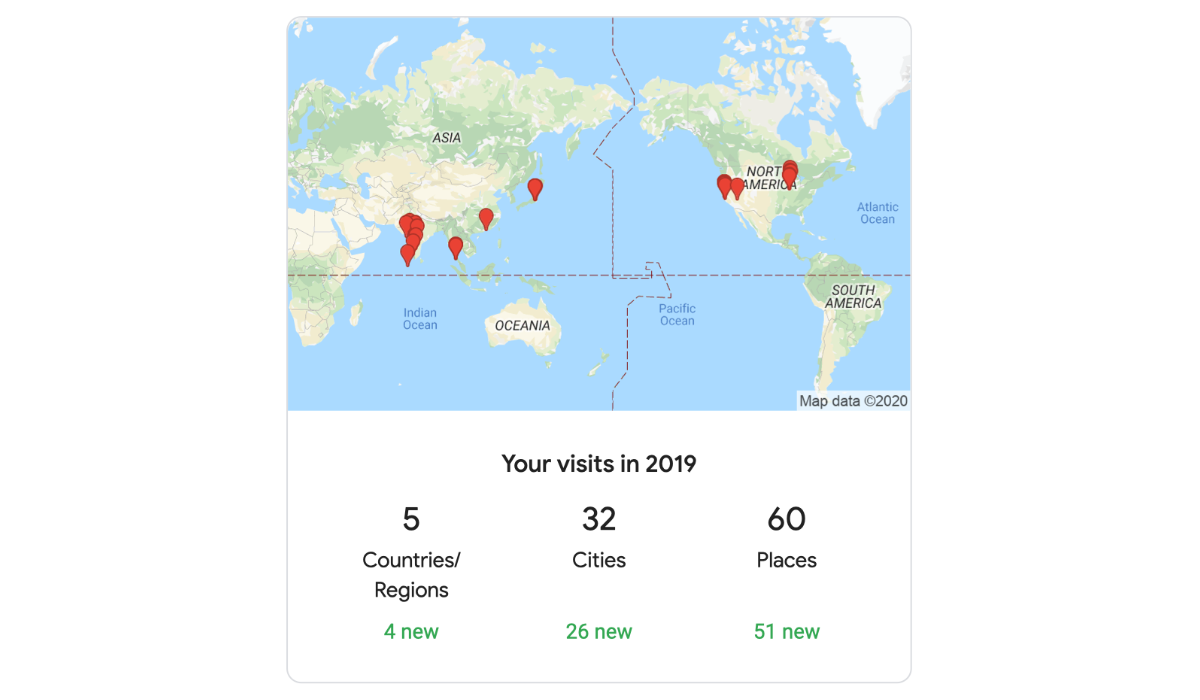 ASIA
NORTH
AMERICA
Atlantic
Ocean
SOUTH
AMERICA
Indian
Ocean
OCEANIA
Pacific
Ocean
Map data ©2020
Your visits in 2019
5
32
60
Countries/
Regions
Cities
Places
4 new
26 new
51 new